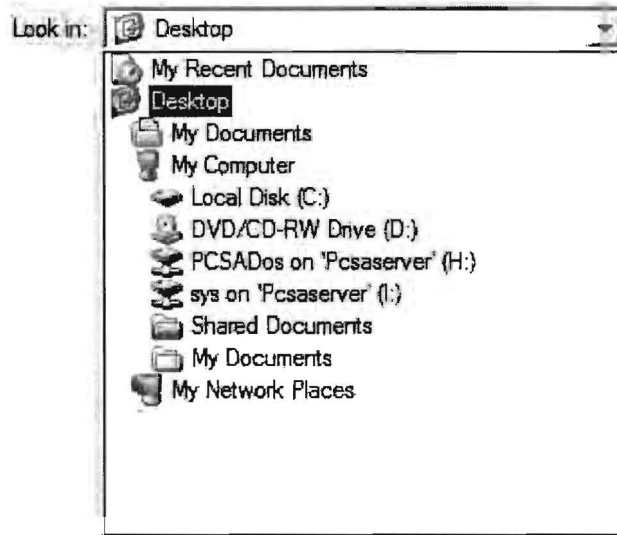 Look in: Desktop
My Recent Documents
Desktop
My Documents
My Computer
Local Disk (C:)
DVD/CD-RW Drive (D:)
PCSADos on 'Pcsaserver' (H:)
sys on 'Pcsaserver' (I:)
Shared Documents
My Documents
My Network Places